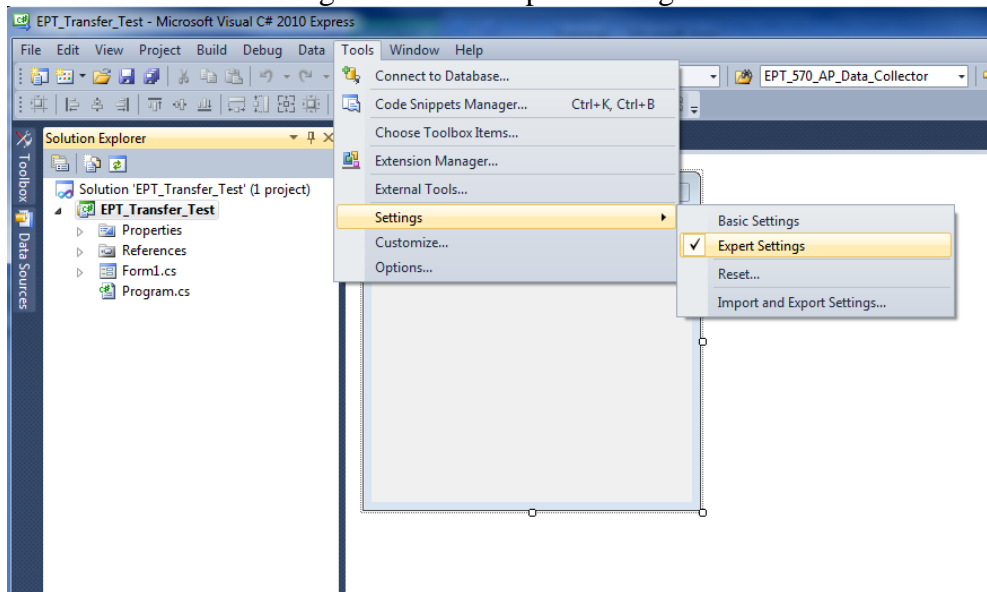 EPT_Transfer_Test - Microsoft Visual C# 2010 Express
File Edit View Project Build Debug Data Tools Window Help
EPT_570_AP_Data_Collector
Connect to Database...
Code Snippets Manager... Ctrl+K, Ctrl+B
Choose Toolbox Items...
Extension Manager...
External Tools...
Settings
Customize...
Options...
Basic Settings
Expert Settings
Reset...
Import and Export Settings...
Toolbox
Data Sources
Solution Explorer
Solution 'EPT_Transfer_Test' (1 project)
EPT_Transfer_Test
Properties
References
Form1.cs
Program.cs